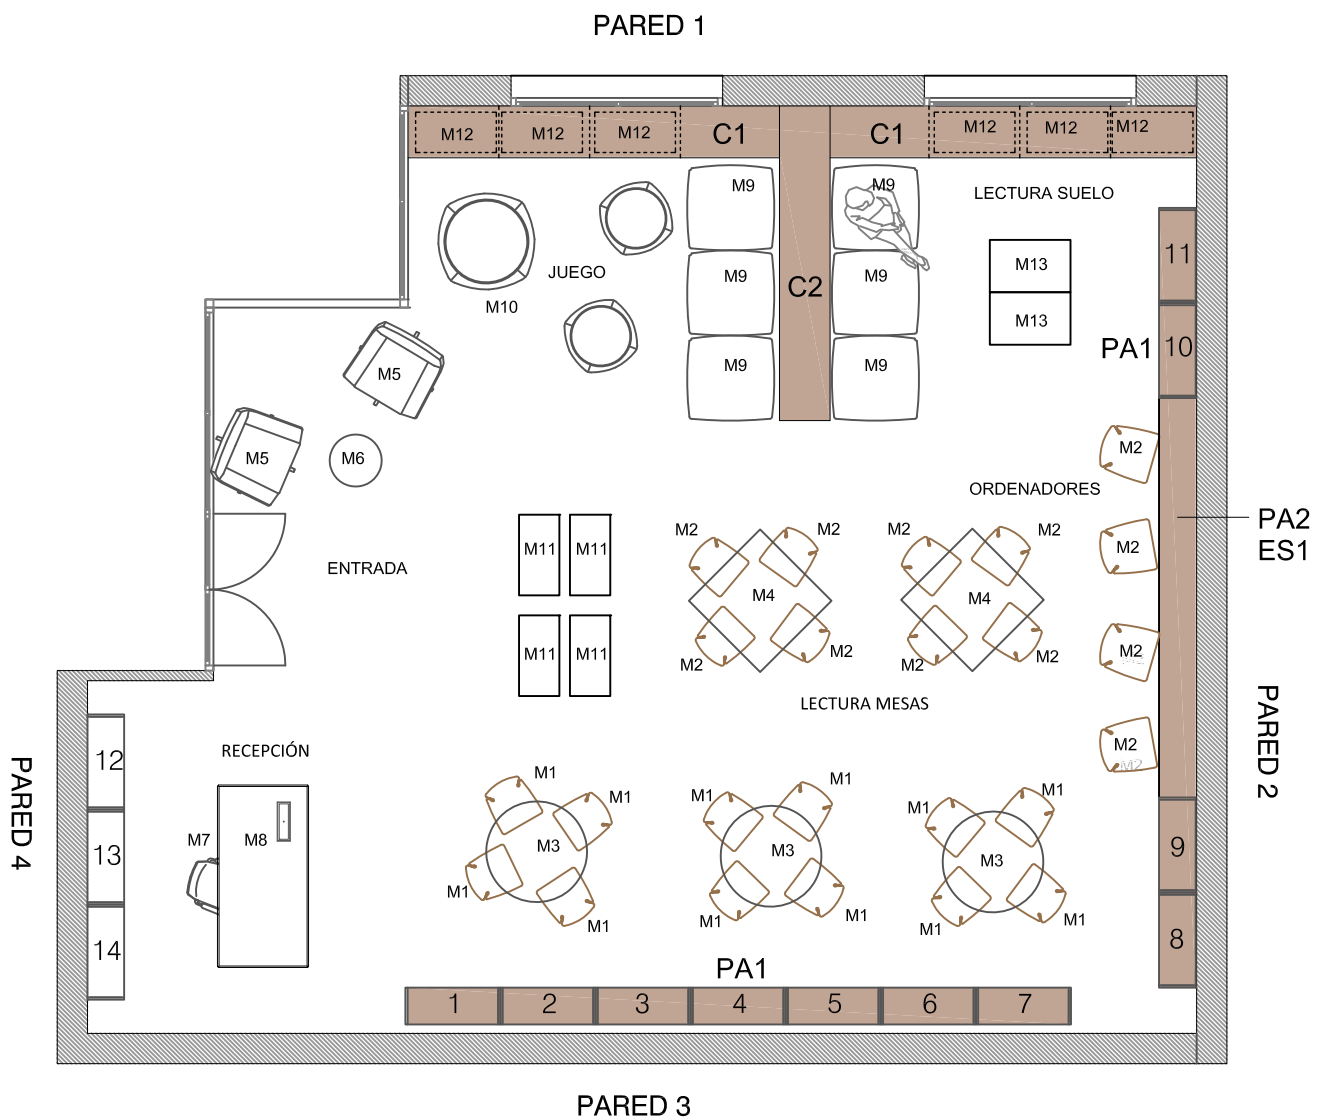 PARED 1
M12 M12 M12 C1 C1 M12 M12 M12
M9 M9 LECTURA SUELO
11
M13
JUEGO M9 C2 M9
M10 M13
PA1 10
M5 M9 M9
M5 M6 M2
ORDENADORES
PA2
ES1
M2 M2 M2 M2
M11 M11 M2
ENTRADA
M4 M4
M11 M11 M2 M2 M2 M2 M2
M2
LECTURA MESAS
PARED 2
RECEPCIÓN
M2
M2
12
PARED 4
M1 M1 M1 M1 M1 M1
M7 M8 M3 M3 M3 9
13
M1 M1 M1 M1 M1 M1
14 8
PA1
1 2 3 4 5 6 7
PARED 3